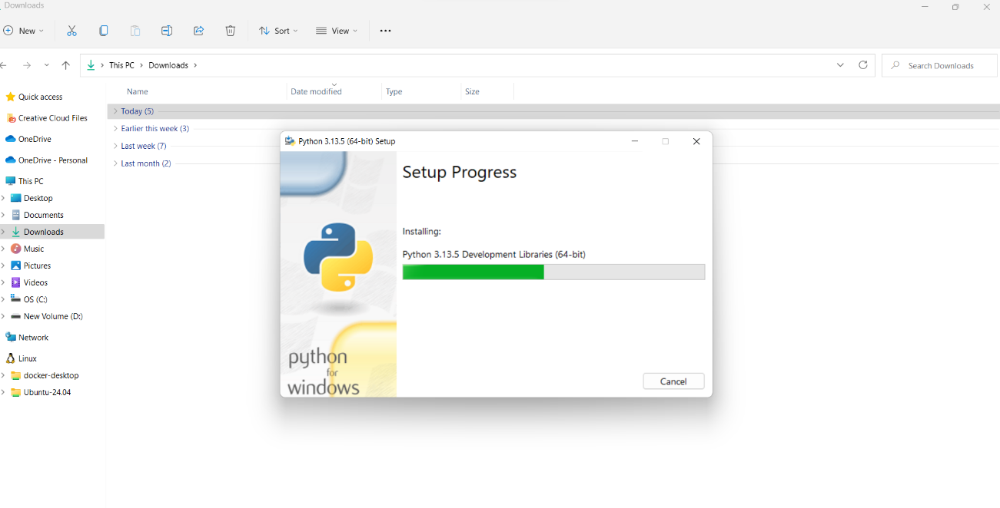 Downloads
New
Sort
View
This PC
Downloads
Search Downloads
Name
Date modified
Type
Size
Quick access
Creative Cloud Files
OneDrive
OneDrive - Personal
This PC
Desktop
Documents
Downloads
Music
Pictures
Videos
OS (C:)
New Volume (D:)
Network
Linux
docker-desktop
Ubuntu-24.04
Today (5)
Earlier this week (3)
Last week (7)
Last month (2)
Python 3.13.5 (64-bit) Setup
Setup Progress
Installing:
Python 3.13.5 Development Libraries (64-bit)
python
for
windows
Cancel